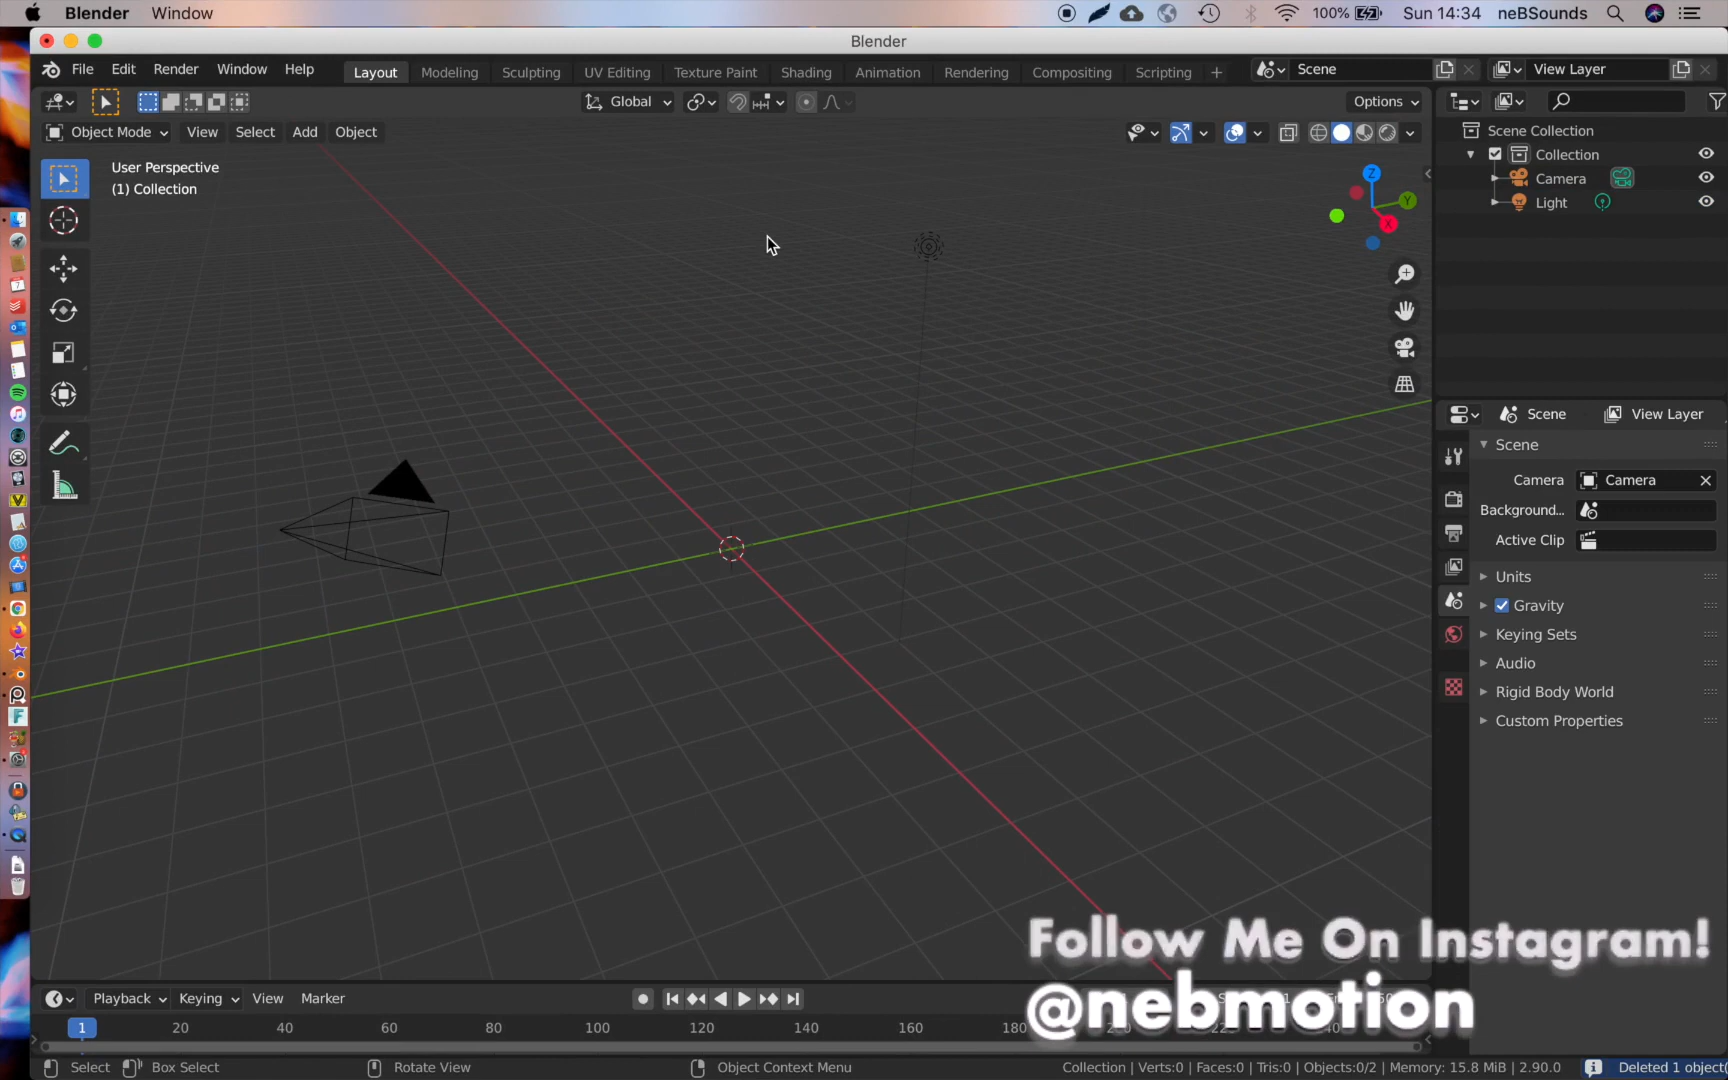 Blender Window 100% Sun 14:34 neBSounds
Blender
File Edit Render Window Help Layout Modeling Sculpting UV Editing Texture Paint Shading Animation Rendering Compositing Scripting + Scene View Layer
Global Options
Object Mode View Select Add Object
User Perspective
(1) Collection
Z
Y
X
Scene Collection
Collection
Camera
Light
Scene View Layer
Scene
Camera Camera
Background...
Active Clip
Units
Gravity
Keying Sets
Audio
Rigid Body World
Custom Properties
Follow Me On Instagram!
@nebmotion
Playback Keying View Marker
1 20 40 60 80 100 120 140 160 180
Select Box Select Rotate View Object Context Menu Collection | Verts:0 | Faces:0 | Tris:0 | Objects:0/2 | Memory: 15.8 MiB | 2.90.0 Deleted 1 object(